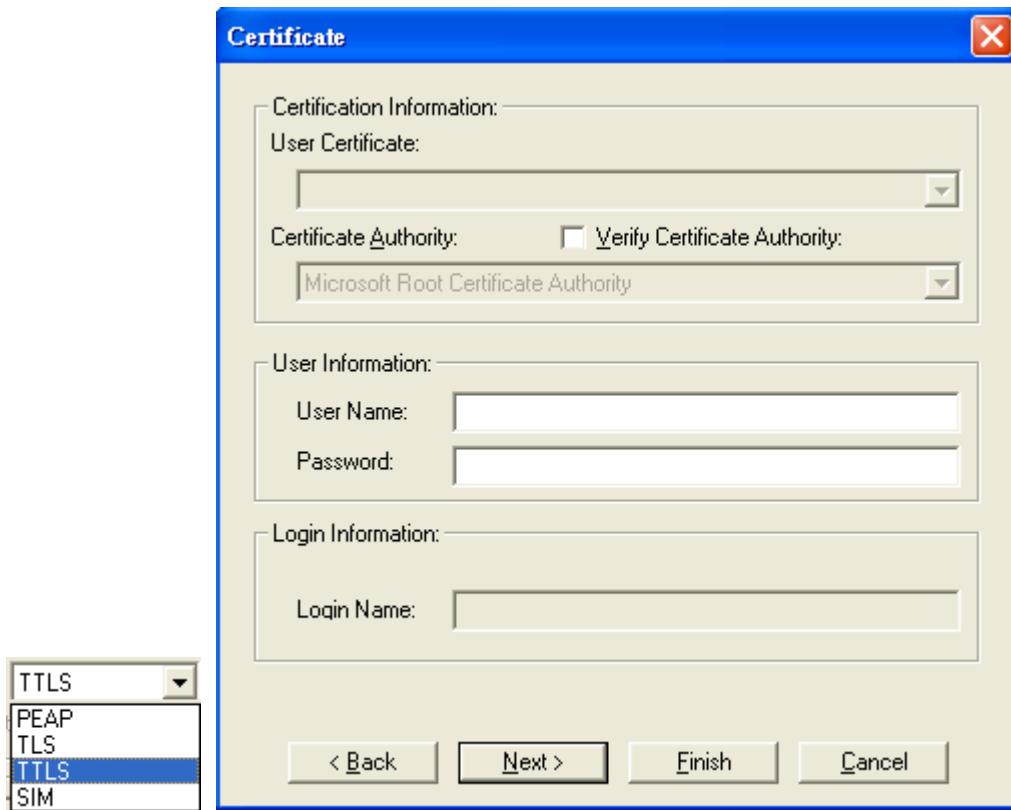 Certificate
Certification Information:
User Certificate:
Certificate Authority:
Verify Certificate Authority:
Microsoft Root Certificate Authority
User Information:
User Name:
Password:
Login Information:
Login Name:
< Back
Next >
Finish
Cancel
TTLS
PEAP
TLS
TTLS
SIM